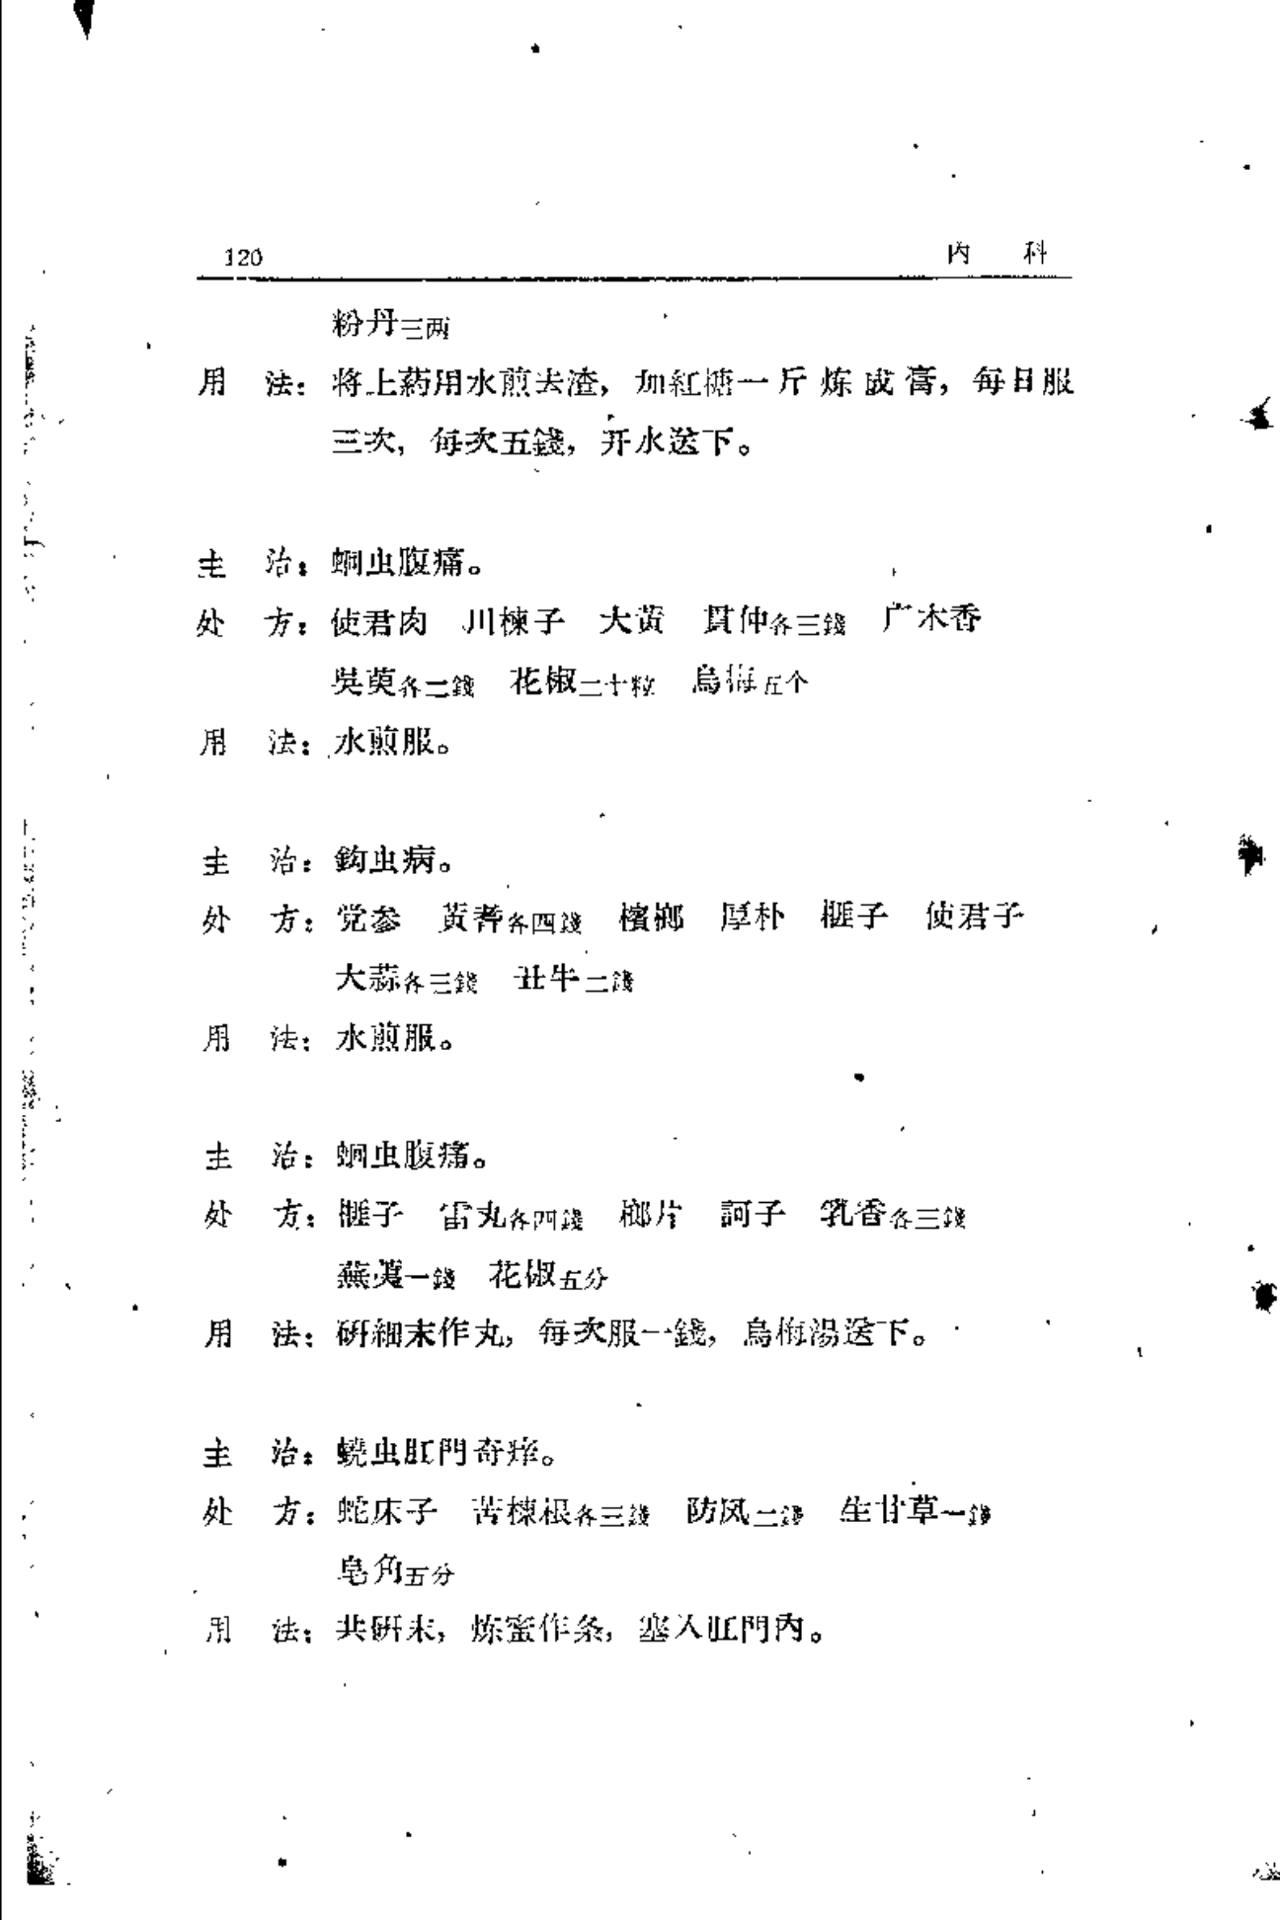 120 内 科
粉丹三两
用 法：将上药用水煎去渣，加紅糖一斤炼成膏，每日服
三次，每次五錢，开水送下。
主 治：蛔虫腹痛。
处 方：使君肉 川楝子 大黄 貫仲各三錢 广木香
吳萸各二錢 花椒二十粒 烏梅五个
用 法：水煎服。
主 治：鈎虫病。
处 方：党参 黄蓍各四錢 檳榔 厚朴 榧子 使君子
大蒜各三錢 丑牛二錢
用 法：水煎服。
主 治：蛔虫腹痛。
处 方：榧子 雷丸各四錢 榔片 訶子 乳香各三錢
蕪荑一錢 花椒五分
用 法：研細末作丸，每次服一錢，烏梅湯送下。
主 治：蟯虫肛門奇痒。
处 方：蛇床子 苦楝根各三錢 防风二錢 生甘草一錢
皂角五分
用 法：共研末，炼蜜作条，塞入肛門內。